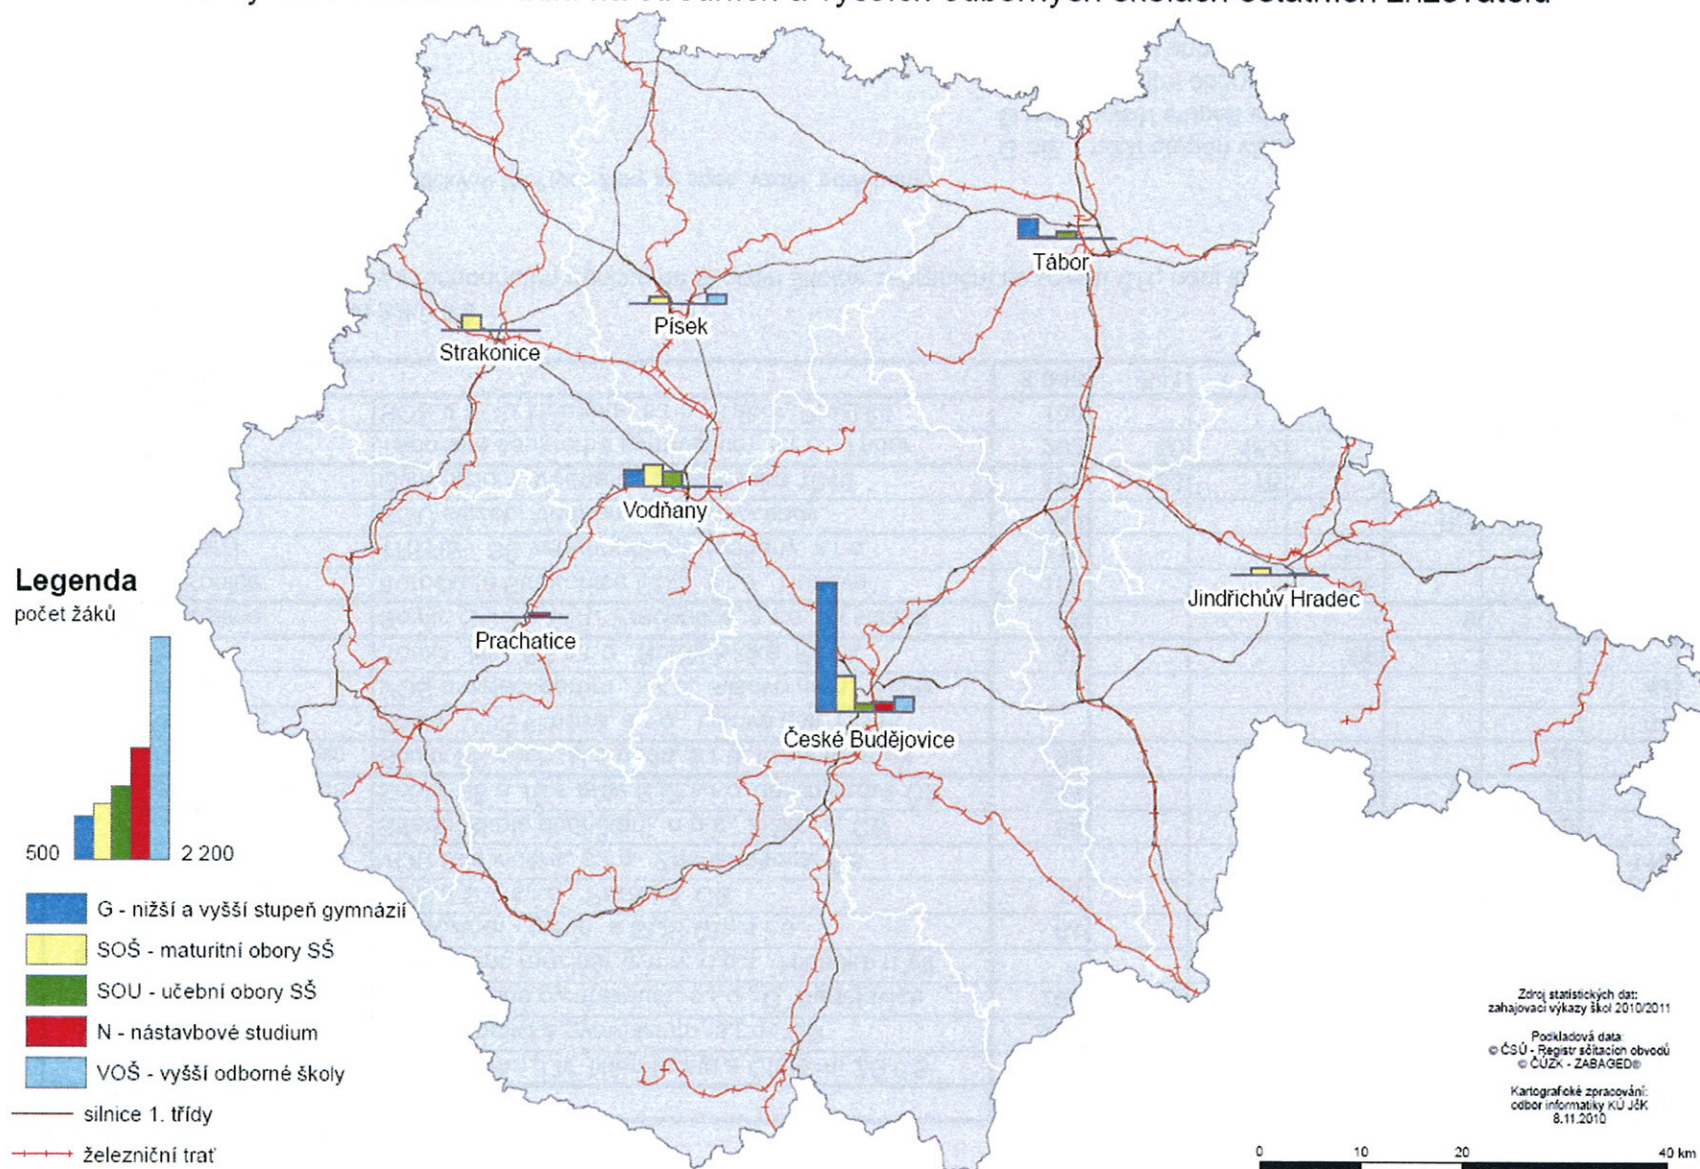 Tábor
Písek
Strakonice
Vodňany
Jindřichův Hradec
Prachatice
České Budějovice
Legenda
počet žáků
500
2 200
G - nižší a vyšší stupeň gymnázií
SOŠ - maturitní obory SŠ
SOU - učební obory SŠ
N - nástavbové studium
VOŠ - vyšší odborné školy
silnice 1. třídy
železniční trať
Zdroj statistických dat:
zahajovací výkazy škol 2010/2011
Podkladová data:
© ČSÚ - Registr sčítacích obvodů
© ČÚZK - ZABAGED®
Kartografické zpracování:
odbor informatiky KÚ JčK
8.11.2010
0 10 20 40 km